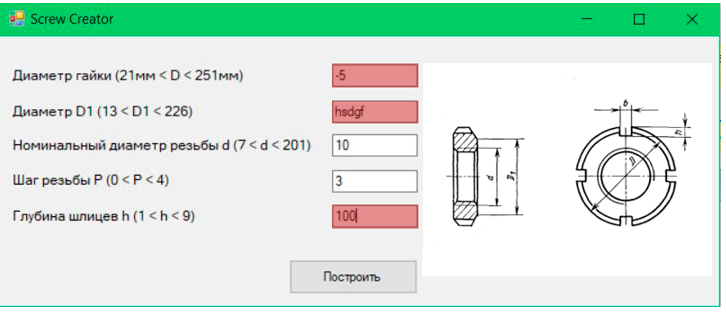 Screw Creator
Диаметр гайки (21мм < D < 251мм) -5
Диаметр D1 (13 < D1 < 226) hsdgf
Номинальный диаметр резьбы d (7 < d < 201) 10
Шаг резьбы P (0 < P < 4) 3
Глубина шлицев h (1 < h < 9) 100
Построить
b
h
D
d
D₁